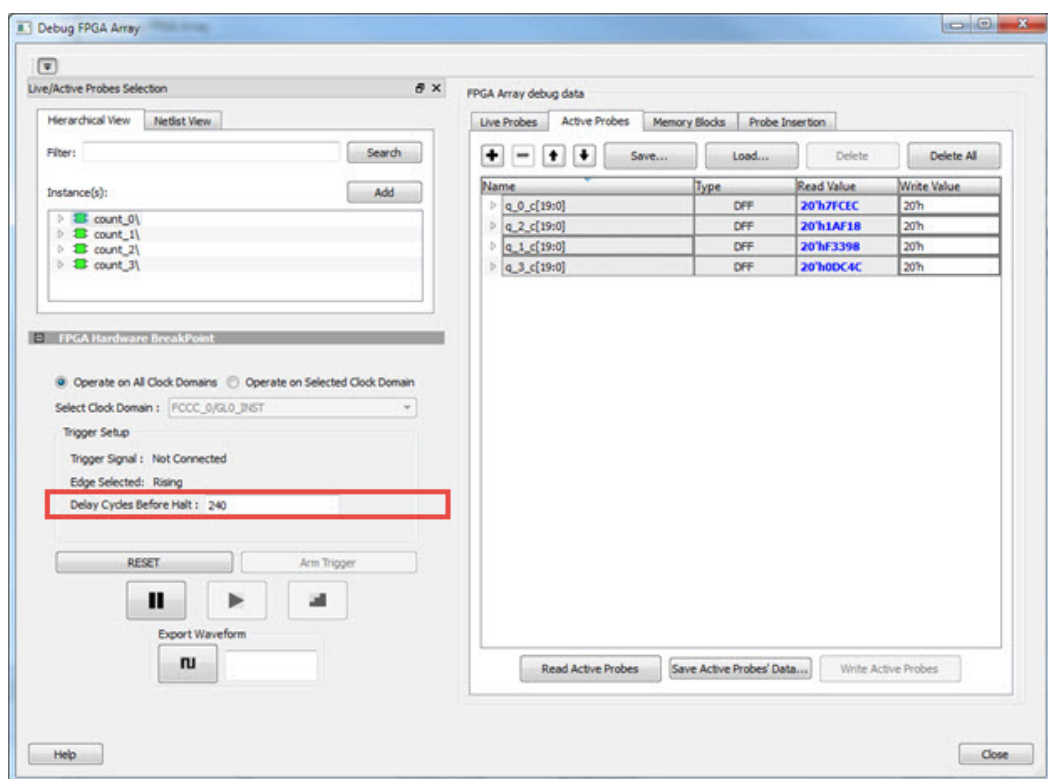 Debug FPGA Array
Live/Active Probes Selection
Hierarchical View Netlist View
Filter: Search
Instance(s): Add
count_0\
count_1\
count_2\
count_3\
FPGA Hardware BreakPoint
Operate on All Clock Domains Operate on Selected Clock Domain
Select Clock Domain : FCCC_0/GL0_INST
Trigger Setup
Trigger Signal : Not Connected
Edge Selected: Rising
Delay Cycles Before Halt : 240
RESET Arm Trigger
Export Waveform
FPGA Array debug data
Live Probes Active Probes Memory Blocks Probe Insertion
Save... Load... Delete Delete All
Name Type Read Value Write Value
q_0_c[19:0] DFF 20'h7FCEC 20'h
q_2_c[19:0] DFF 20'h1AF18 20'h
q_1_c[19:0] DFF 20'hF3398 20'h
q_3_c[19:0] DFF 20'h0DC4C 20'h
Read Active Probes Save Active Probes' Data... Write Active Probes
Help Close